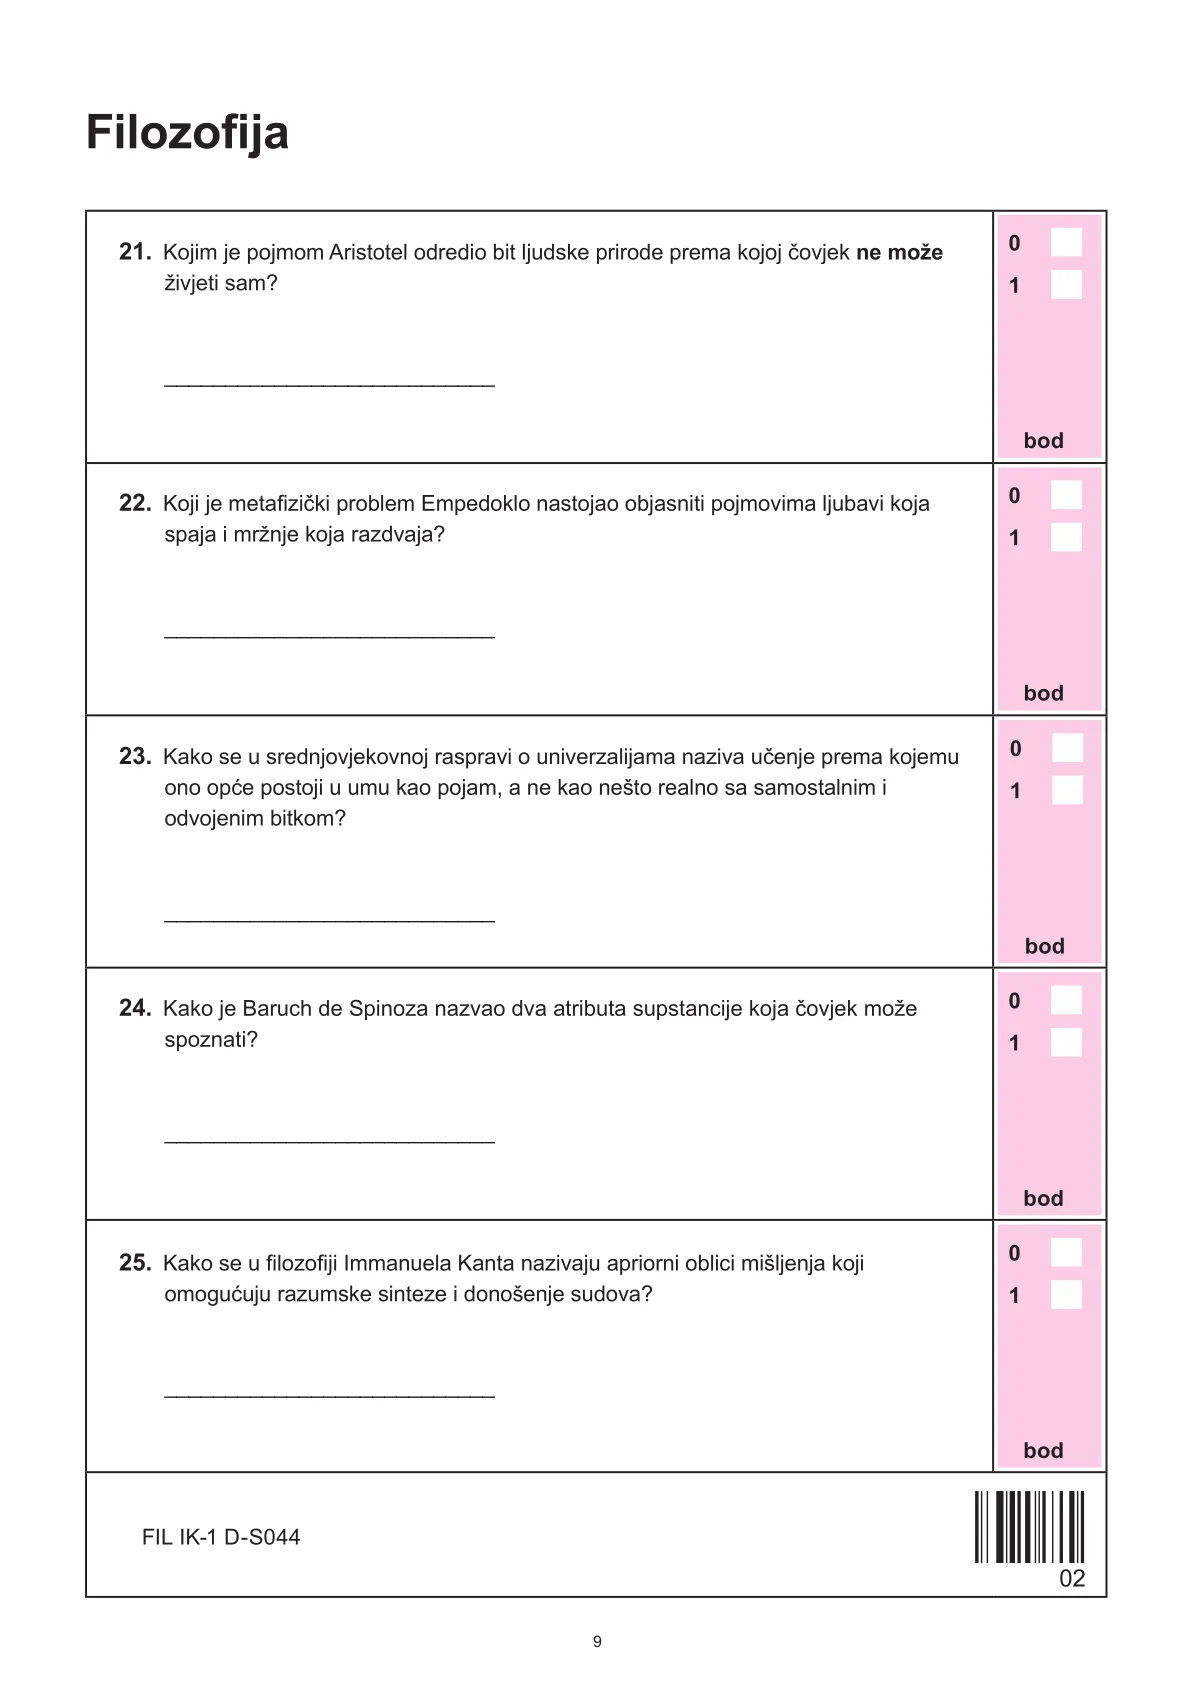 Filozofija
21. Kojim je pojmom Aristotel odredio bit ljudske prirode prema kojoj čovjek ne može
živjeti sam?
___________________________
0
1
bod
22. Koji je metafizički problem Empedoklo nastojao objasniti pojmovima ljubavi koja
spaja i mržnje koja razdvaja?
___________________________
0
1
bod
23. Kako se u srednjovjekovnoj raspravi o univerzalijama naziva učenje prema kojemu
ono opće postoji u umu kao pojam, a ne kao nešto realno sa samostalnim i
odvojenim bitkom?
___________________________
0
1
bod
24. Kako je Baruch de Spinoza nazvao dva atributa supstancije koja čovjek može
spoznati?
___________________________
0
1
bod
25. Kako se u filozofiji Immanuela Kanta nazivaju apriorni oblici mišljenja koji
omogućuju razumske sinteze i donošenje sudova?
___________________________
0
1
bod
FIL IK-1 D-S044
02
9